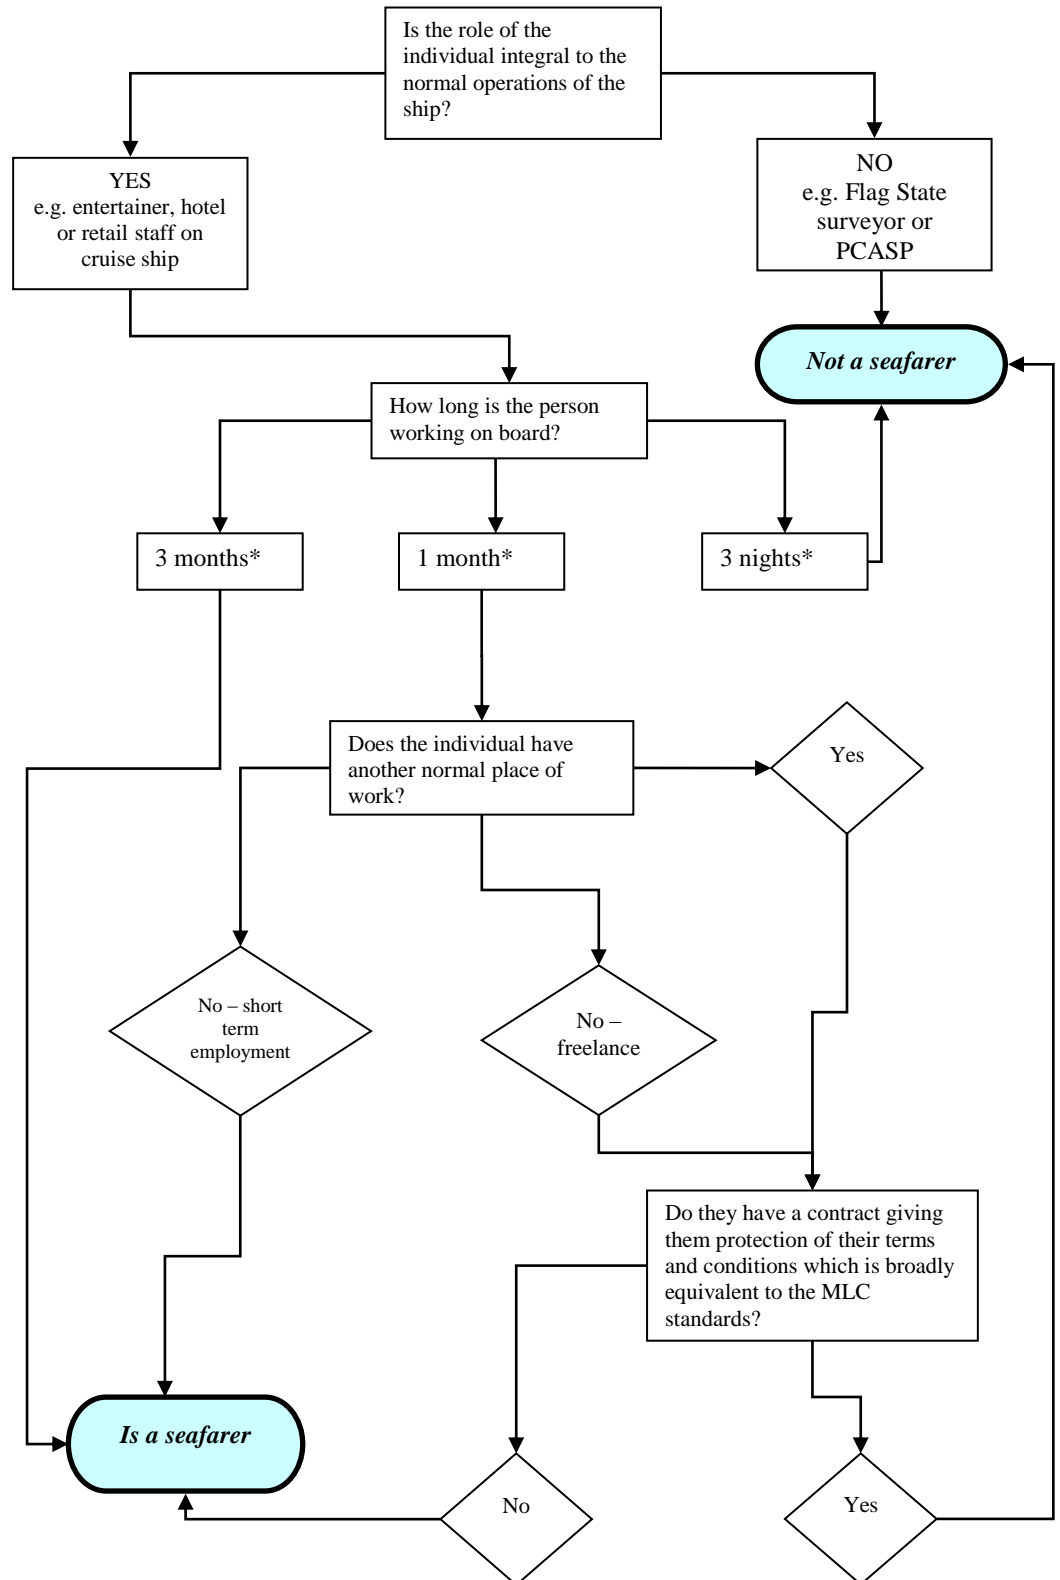 Is the role of the
individual integral to the
normal operations of the
ship?
YES
e.g. entertainer, hotel
or retail staff on
cruise ship
NO
e.g. Flag State
surveyor or
PCASP
Not a seafarer
How long is the person
working on board?
3 months*
1 month*
3 nights*
Does the individual have
another normal place of
work?
Yes
No – short
term
employment
No –
freelance
Do they have a contract giving
them protection of their terms
and conditions which is broadly
equivalent to the MLC
standards?
Is a seafarer
No
Yes